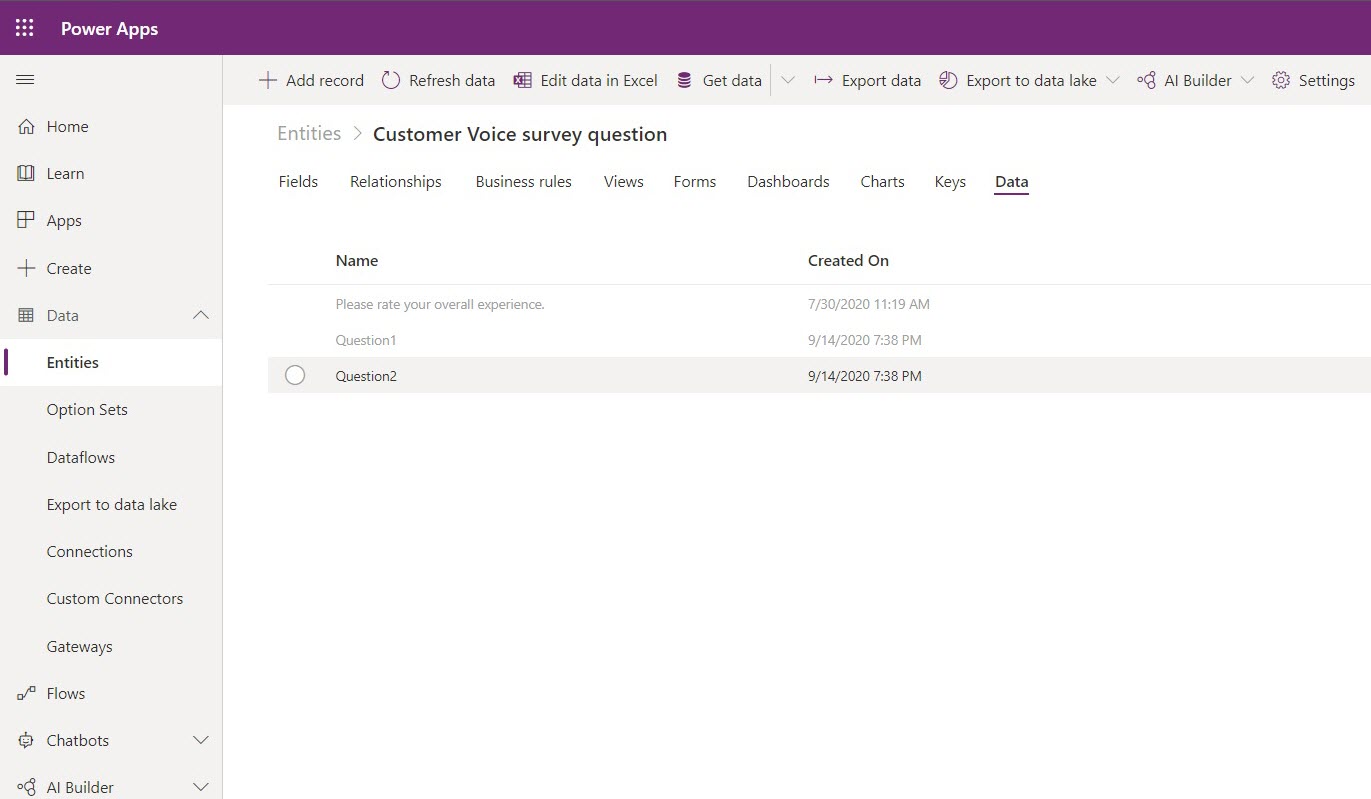 Power Apps
Add record Refresh data Edit data in Excel Get data Export data Export to data lake AI Builder Settings
Home
Learn
Apps
Create
Data
Entities
Option Sets
Dataflows
Export to data lake
Connections
Custom Connectors
Gateways
Flows
Chatbots
AI Builder
Entities > Customer Voice survey question
Fields Relationships Business rules Views Forms Dashboards Charts Keys Data
Name Created On
Please rate your overall experience. 7/30/2020 11:19 AM
Question1 9/14/2020 7:38 PM
Question2 9/14/2020 7:38 PM